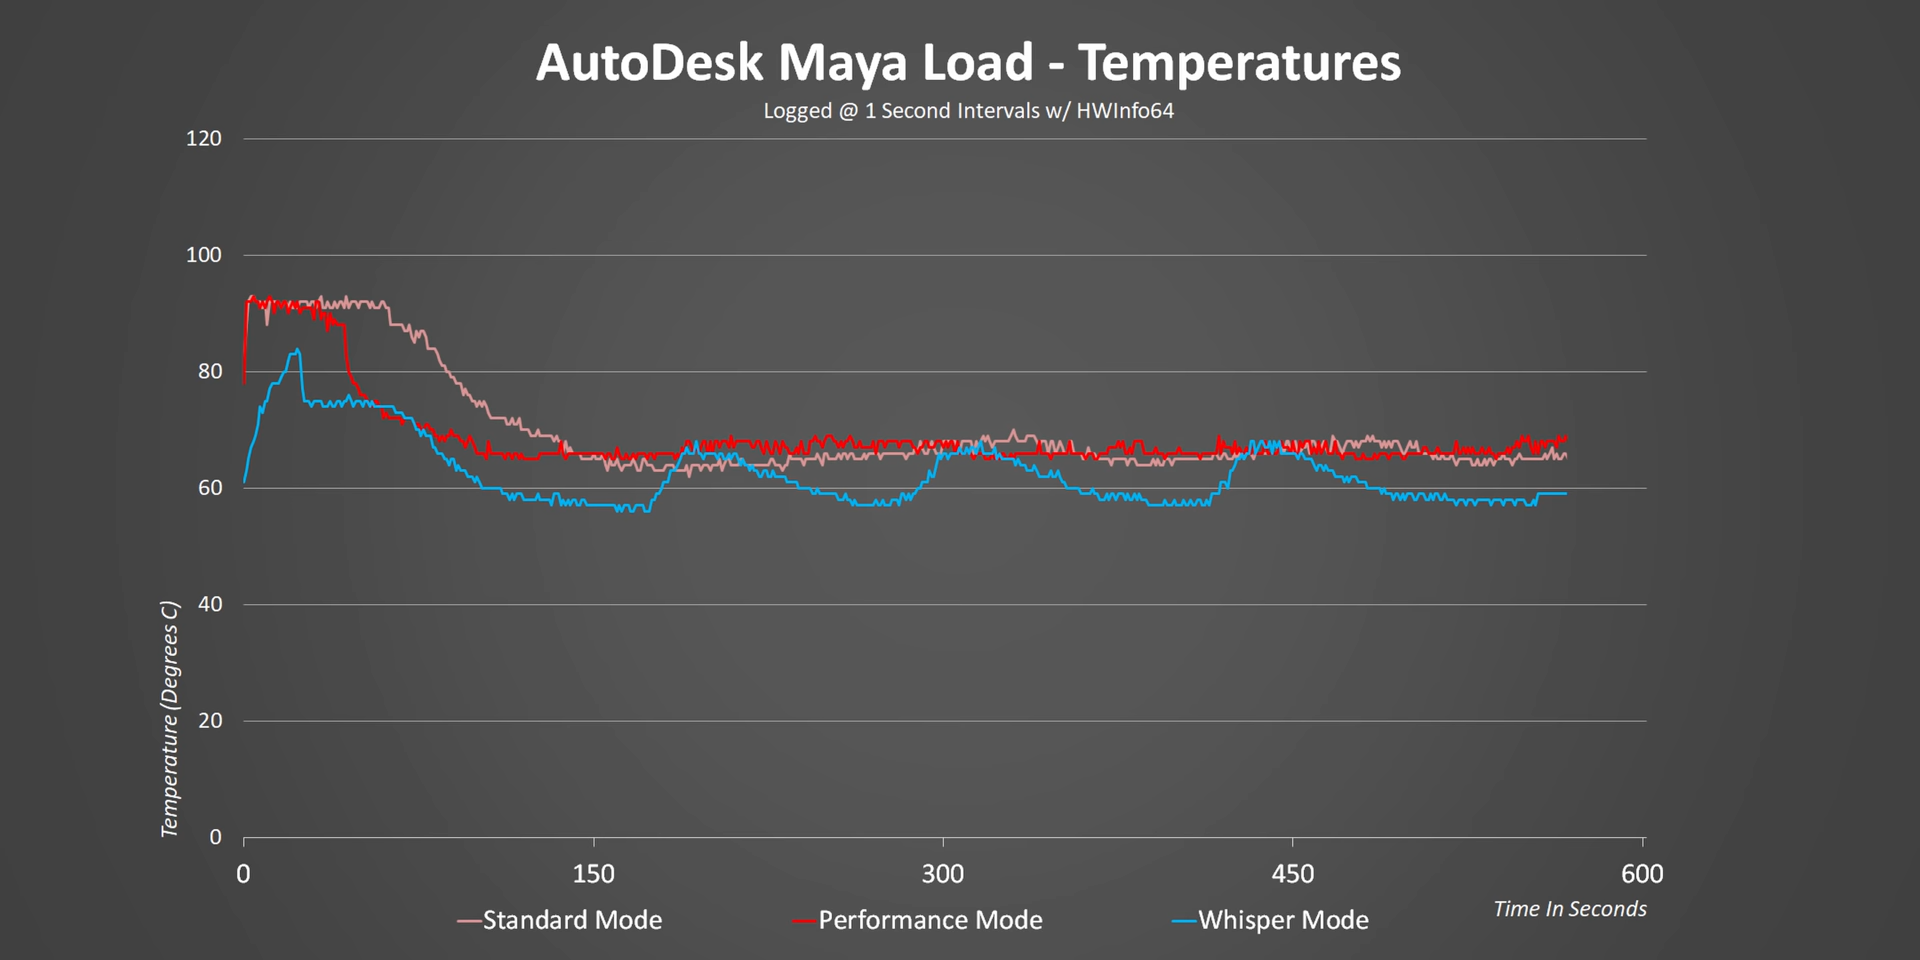 AutoDesk Maya Load - Temperatures
Logged @ 1 Second Intervals w/ HWInfo64
120
100
80
60
40
20
0
Temperature (Degrees C)
0 150 300 450 600
Time In Seconds
Standard Mode Performance Mode Whisper Mode